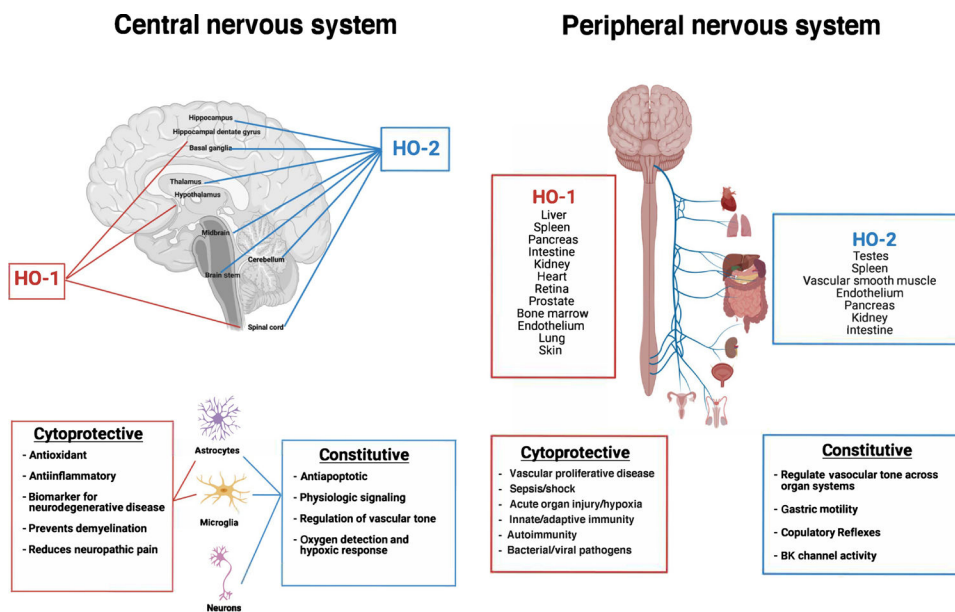 Central nervous system
Hippocampus
Hippocampal dentate gyrus
Basal ganglia
Thalamus
Hypothalamus
Midbrain
Cerebellum
Brain stem
Spinal cord
HO-2
HO-1
Cytoprotective
- Antioxidant
- Antiinflammatory
- Biomarker for
neurodegenerative disease
- Prevents demyelination
- Reduces neuropathic pain
Astrocytes
Microglia
Neurons
Constitutive
- Antiapoptotic
- Physiologic signaling
- Regulation of vascular tone
- Oxygen detection and
hypoxic response
Peripheral nervous system
HO-1
Liver
Spleen
Pancreas
Intestine
Kidney
Heart
Retina
Prostate
Bone marrow
Endothelium
Lung
Skin
HO-2
Testes
Spleen
Vascular smooth muscle
Endothelium
Pancreas
Kidney
Intestine
Cytoprotective
- Vascular proliferative disease
- Sepsis/shock
- Acute organ injury/hypoxia
- Innate/adaptive immunity
- Autoimmunity
- Bacterial/viral pathogens
Constitutive
- Regulate vasocular tone across
organ systems
- Gastric motility
- Copulatory Reflexes
- BK channel activity